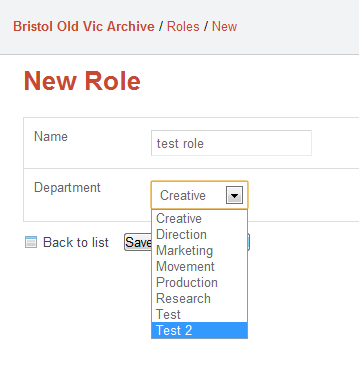 Bristol Old Vic Archive / Roles / New
New Role
Name test role
Department Creative
Creative
Direction
Marketing
Movement
Production
Research
Test
Test 2
Back to list Save